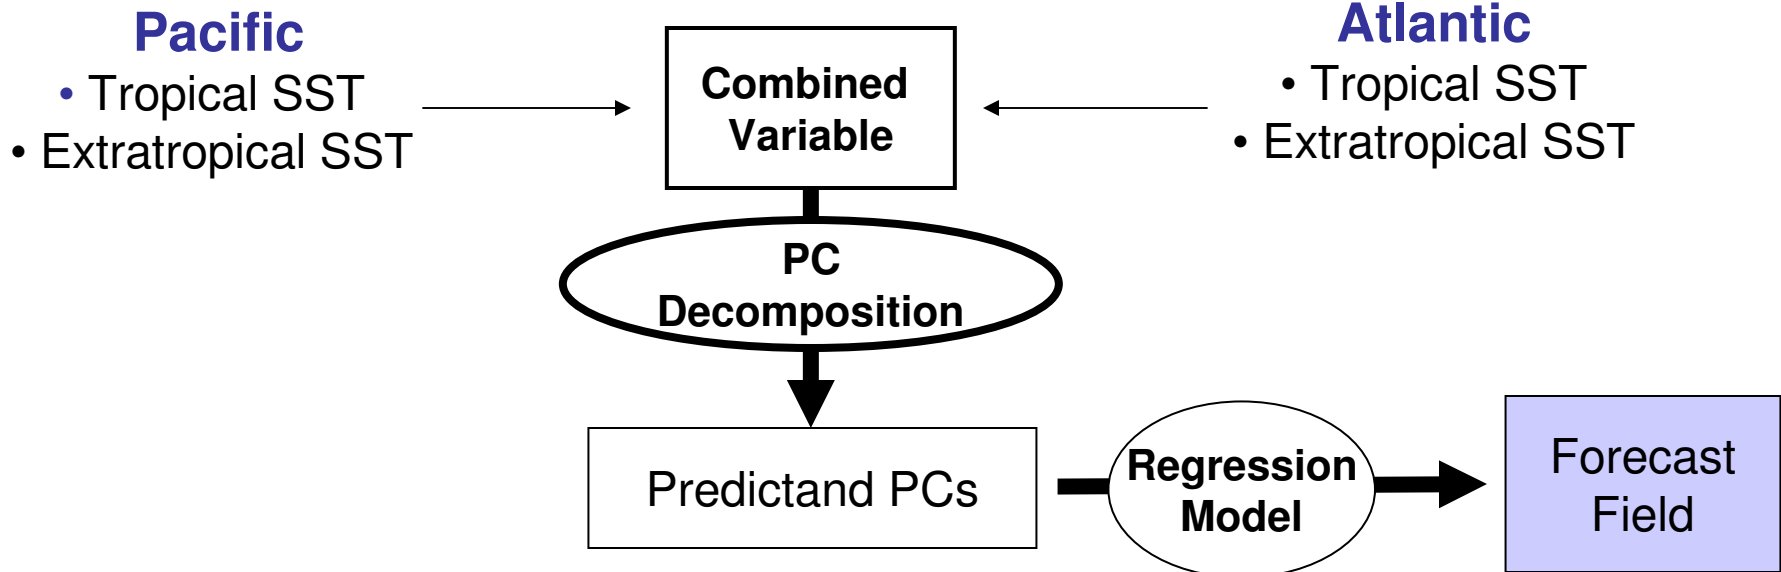 Pacific
• Tropical SST
• Extratropical SST
Combined
Variable
Atlantic
• Tropical SST
• Extratropical SST
PC
Decomposition
Predictand PCs
Regression
Model
Forecast
Field